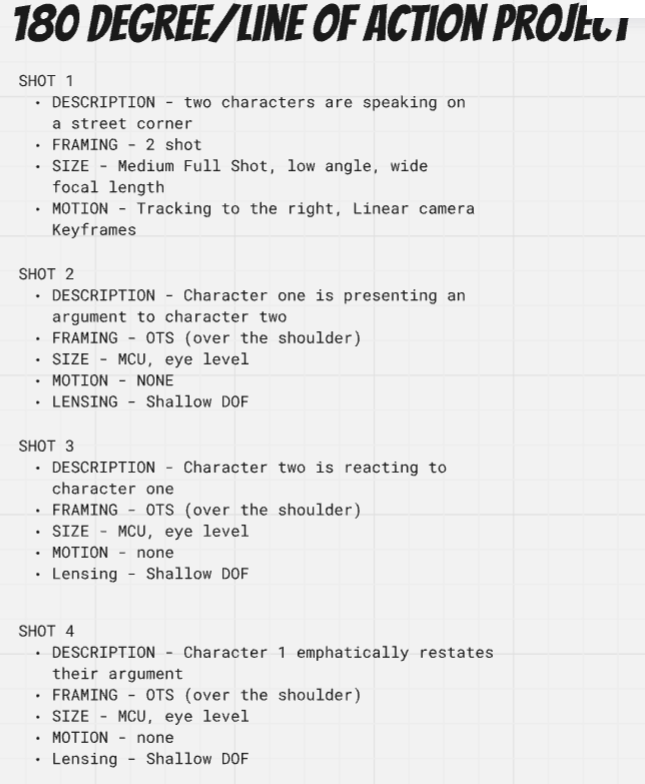 180 DEGREE/LINE OF ACTION PROJECT
SHOT 1
• DESCRIPTION - two characters are speaking on
a street corner
• FRAMING - 2 shot
• SIZE - Medium Full Shot, low angle, wide
focal length
• MOTION - Tracking to the right, Linear camera
Keyframes
SHOT 2
• DESCRIPTION - Character one is presenting an
argument to character two
• FRAMING - OTS (over the shoulder)
• SIZE - MCU, eye level
• MOTION - NONE
• LENSING - Shallow DOF
SHOT 3
• DESCRIPTION - Character two is reacting to
character one
• FRAMING - OTS (over the shoulder)
• SIZE - MCU, eye level
• MOTION - none
• Lensing - Shallow DOF
SHOT 4
• DESCRIPTION - Character 1 emphatically restates
their argument
• FRAMING - OTS (over the shoulder)
• SIZE - MCU, eye level
• MOTION - none
• Lensing - Shallow DOF